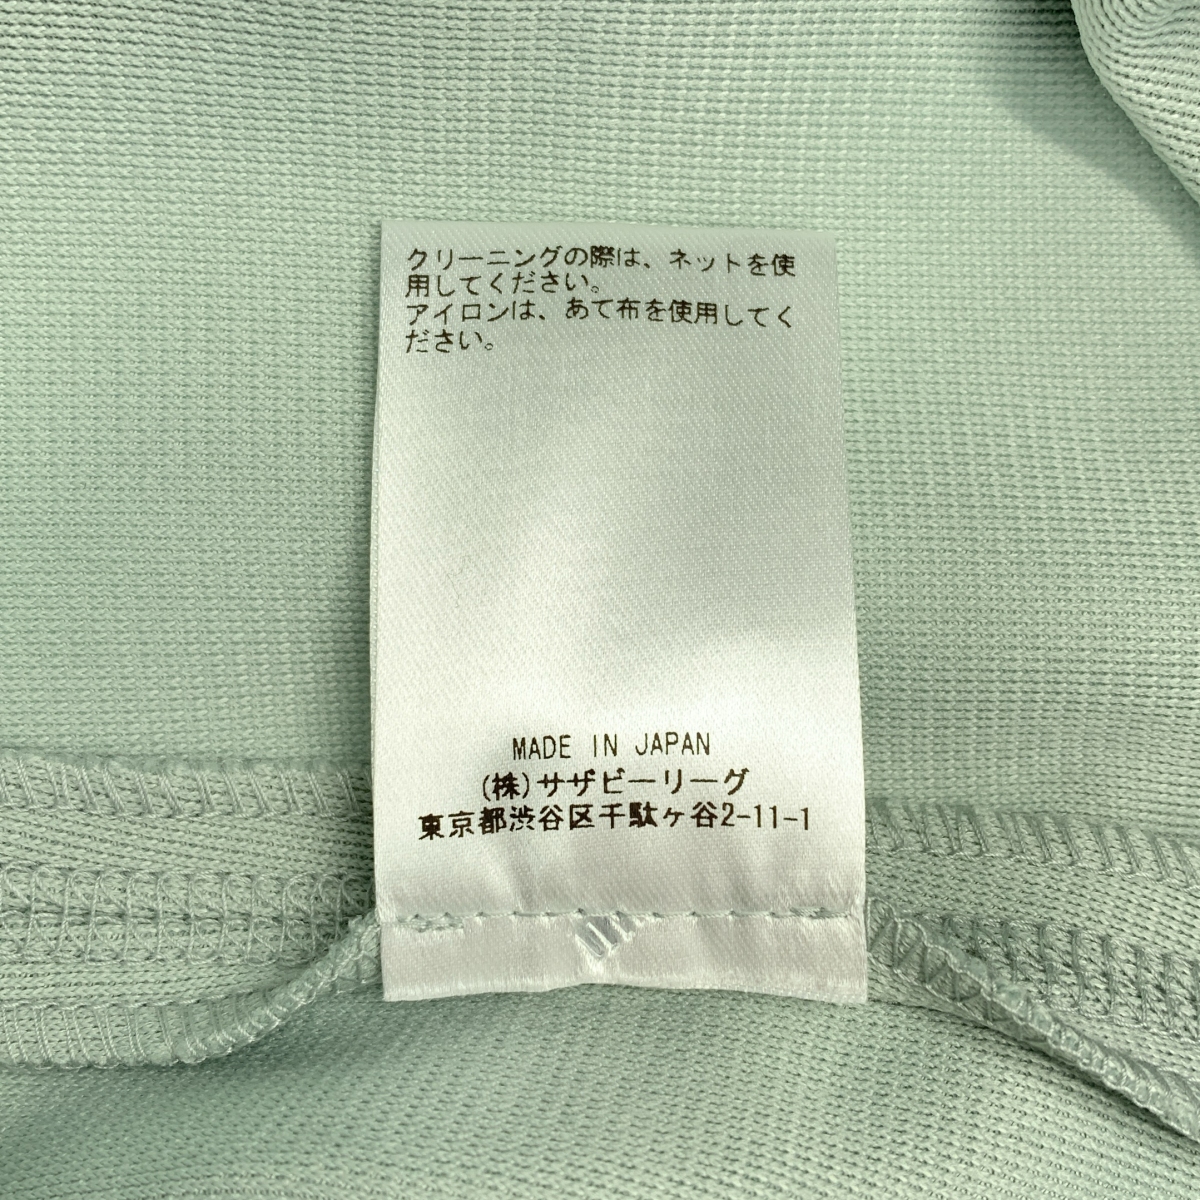 クリーニングの際は、ネットを使
用してください。
アイロンは、あて布を使用してく
ださい。
MADE IN JAPAN
(株)サザビーリーグ
東京都渋谷区千駄ヶ谷2-11-1